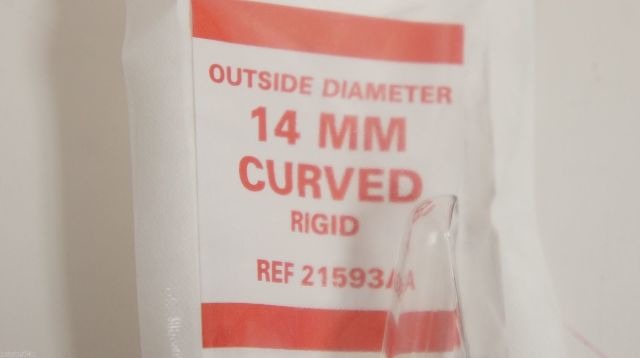 OUTSIDE DIAMETER
14 MM
CURVED
RIGID
REF 21593